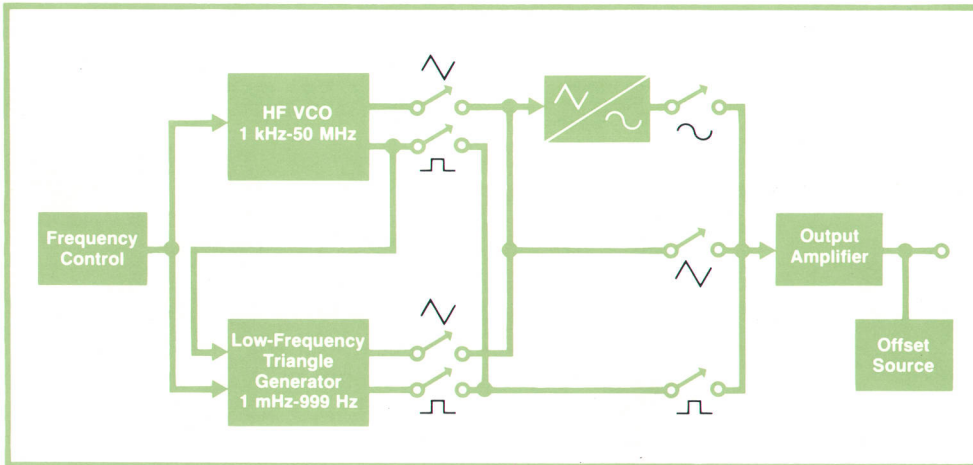 HF VCO
1 kHz-50 MHz
Frequency
Control
Output
Amplifier
Low-Frequency
Triangle
Generator
1 mHz-999 Hz
Offset
Source